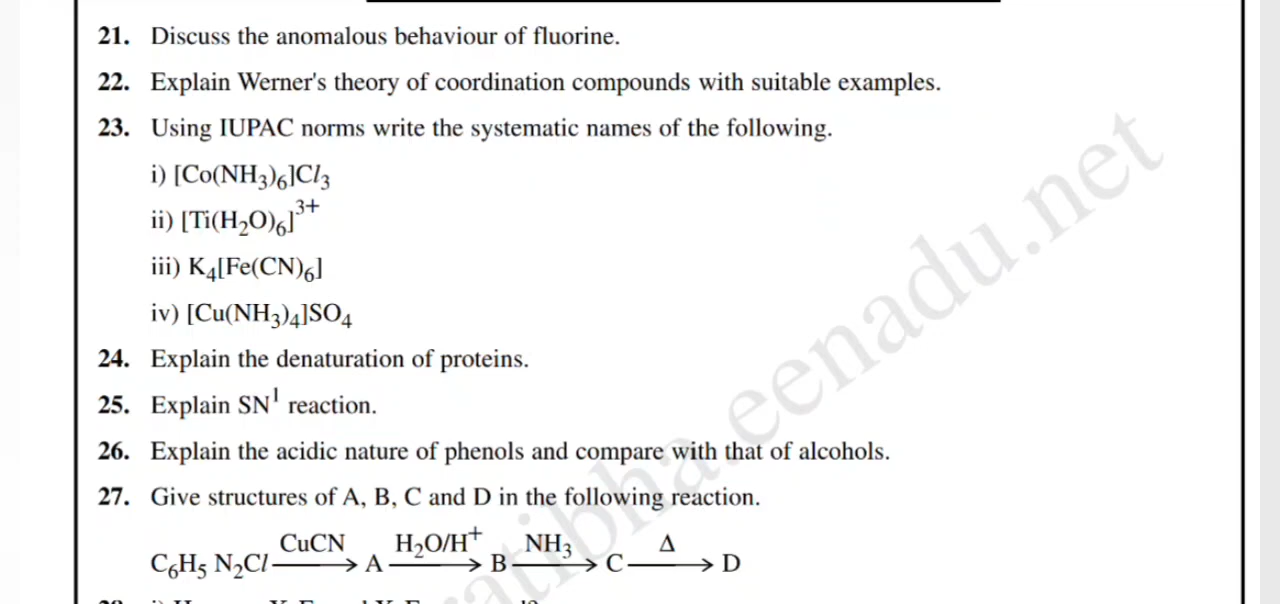 21. Discuss the anomalous behaviour of fluorine.
22. Explain Werner's theory of coordination compounds with suitable examples.
23. Using IUPAC norms write the systematic names of the following.
i) [Co(NH₃)₆]Cl₃
ii) [Ti(H₂O)₆]³⁺
iii) K₄[Fe(CN)₆]
iv) [Cu(NH₃)₄]SO₄
24. Explain the denaturation of proteins.
25. Explain SN¹ reaction.
26. Explain the acidic nature of phenols and compare with that of alcohols.
27. Give structures of A, B, C and D in the following reaction.
C₆H₅ N₂Cl —CuCN→ A —H₂O/H⁺→ B —NH₃→ C —Δ→ D
atibha.eenadu.net